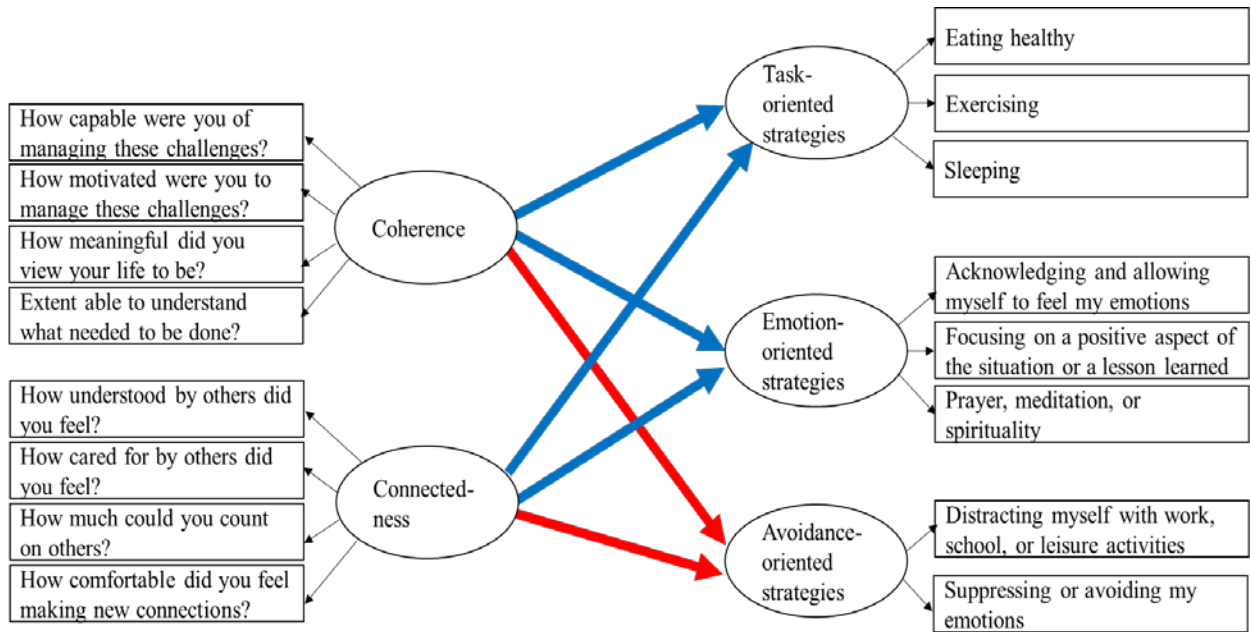 How capable were you of
managing these challenges?
How motivated were you to
manage these challenges?
How meaningful did you
view your life to be?
Extent able to understand
what needed to be done?
Coherence
How understood by others did
you feel?
How cared for by others did
you feel?
How much could you count
on others?
How comfortable did you feel
making new connections?
Connected-
ness
Task-
oriented
strategies
Eating healthy
Exercising
Sleeping
Emotion-
oriented
strategies
Acknowledging and allowing
myself to feel my emotions
Focusing on a positive aspect of
the situation or a lesson learned
Prayer, meditation, or
spirituality
Avoidance-
oriented
strategies
Distracting myself with work,
school, or leisure activities
Suppressing or avoiding my
emotions